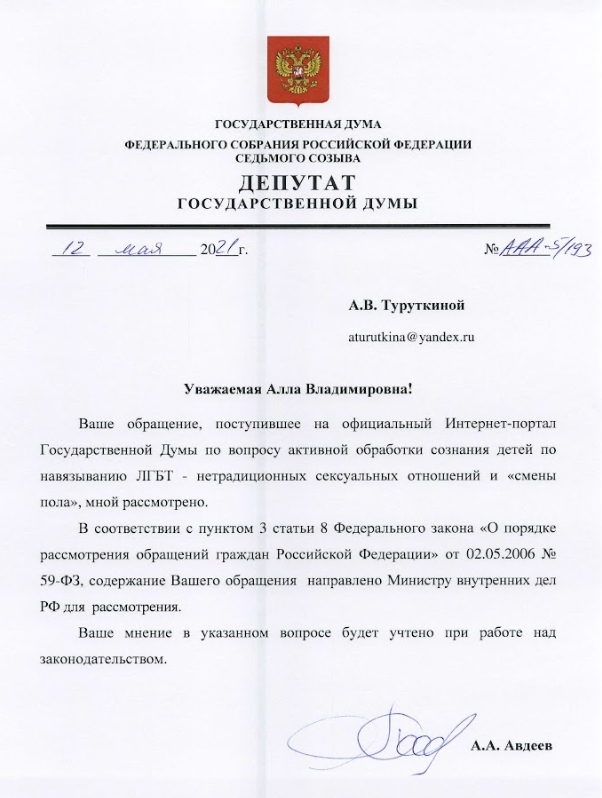 ГОСУДАРСТВЕННАЯ ДУМА
ФЕДЕРАЛЬНОГО СОБРАНИЯ РОССИЙСКОЙ ФЕДЕРАЦИИ
СЕДЬМОГО СОЗЫВА
ДЕПУТАТ
ГОСУДАРСТВЕННОЙ ДУМЫ
12 мая 2021 г. № ААА-5/193
А.В. Туруткиной
aturutkina@yandex.ru
Уважаемая Алла Владимировна!
Ваше обращение, поступившее на официальный Интернет-портал
Государственной Думы по вопросу активной обработки сознания детей по
навязыванию ЛГБТ - нетрадиционных сексуальных отношений и «смены
пола», мной рассмотрено.
В соответствии с пунктом 3 статьи 8 Федерального закона «О порядке
рассмотрения обращений граждан Российской Федерации» от 02.05.2006 №
59-ФЗ, содержание Вашего обращения направлено Министру внутренних дел
РФ для рассмотрения.
Ваше мнение в указанном вопросе будет учтено при работе над
законодательством.
А.А. Авдеев